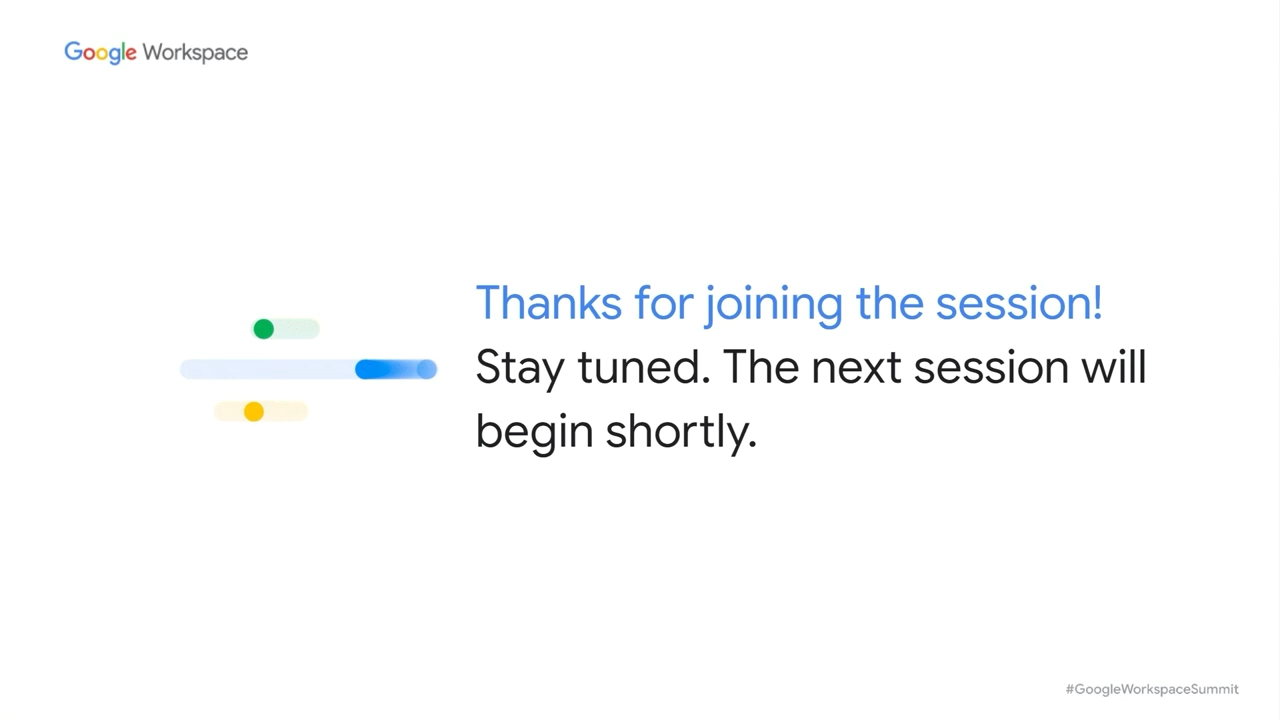 Google Workspace
Thanks for joining the session!
Stay tuned. The next session will
begin shortly.
#GoogleWorkspaceSummit